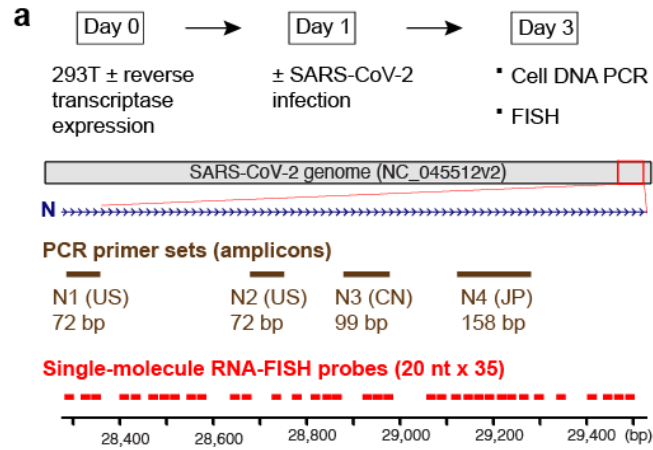 a
Day 0
Day 1
Day 3
293T ± reverse
transcriptase
expression
± SARS-CoV-2
infection
▪ Cell DNA PCR
▪ FISH
SARS-CoV-2 genome (NC_045512v2)
N
PCR primer sets (amplicons)
N1 (US)
72 bp
N2 (US)
72 bp
N3 (CN)
99 bp
N4 (JP)
158 bp
Single-molecule RNA-FISH probes (20 nt x 35)
28,400 28,600 28,800 29,000 29,200 29,400 (bp)